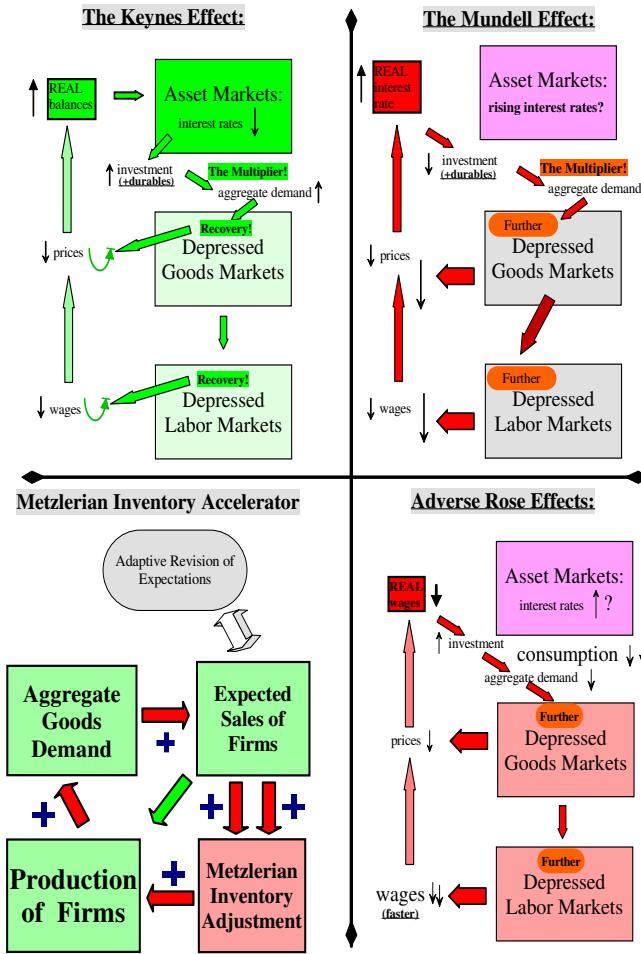 The Keynes Effect:
REAL
balances
Asset Markets:
interest rates
investment
(+durables)
The Multiplier!
aggregate demand
Recovery!
prices
Depressed
Goods Markets
Recovery!
wages
Depressed
Labor Markets
The Mundell Effect:
REAL
interest
rate
Asset Markets:
rising interest rates?
investment
(+durables)
The Multiplier!
aggregate demand
Further
prices
Depressed
Goods Markets
Further
wages
Depressed
Labor Markets
Metzlerian Inventory Accelerator
Adaptive Revision of
Expectations
Aggregate
Goods
Demand
+
Expected
Sales of
Firms
+
+
+
Production
of Firms
+
Metzlerian
Inventory
Adjustment
Adverse Rose Effects:
REAL
wages
Asset Markets:
interest rates ?
investment
consumption
aggregate demand
Further
prices
Depressed
Goods Markets
Further
wages
(faster)
Depressed
Labor Markets